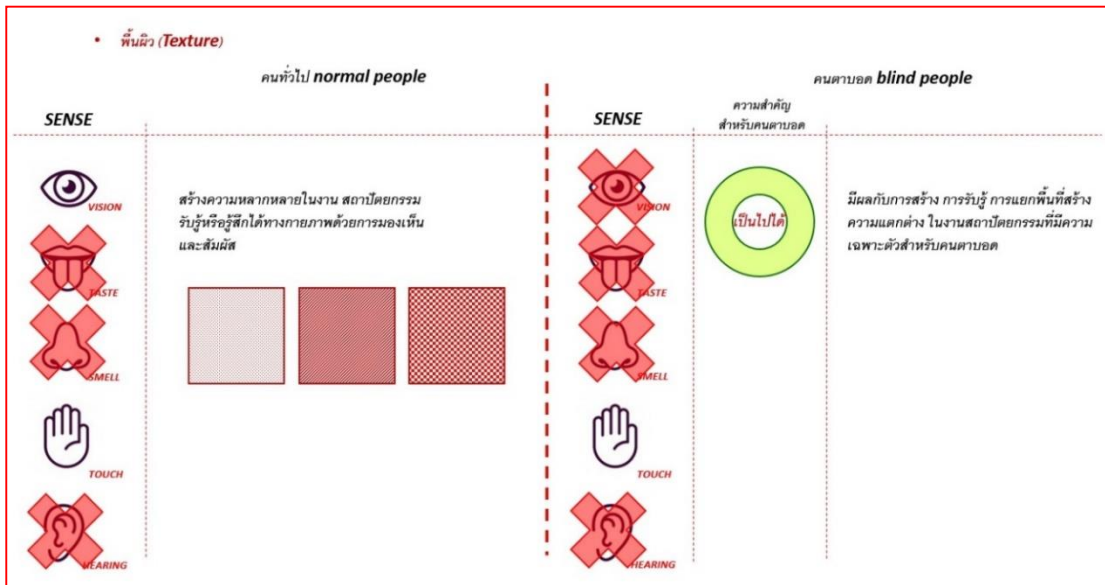 • พื้นผิว (Texture)
คนทั่วไป normal people
SENSE
VISION
TASTE
SMELL
TOUCH
HEARING
สร้างความหลากหลายในงาน สถาปัตยกรรม
รับรู้หรือรู้สึกได้ทางกายภาพด้วยการมองเห็น
และสัมผัส
คนตาบอด blind people
SENSE
ความสำคัญ
สำหรับคนตาบอด
VISION
TASTE
SMELL
TOUCH
HEARING
เป็นไปได้
มีผลกับการสร้าง การรับรู้ การแยกพื้นที่สร้าง
ความแตกต่าง ในงานสถาปัตยกรรมที่มีความ
เฉพาะตัวสำหรับคนตาบอด